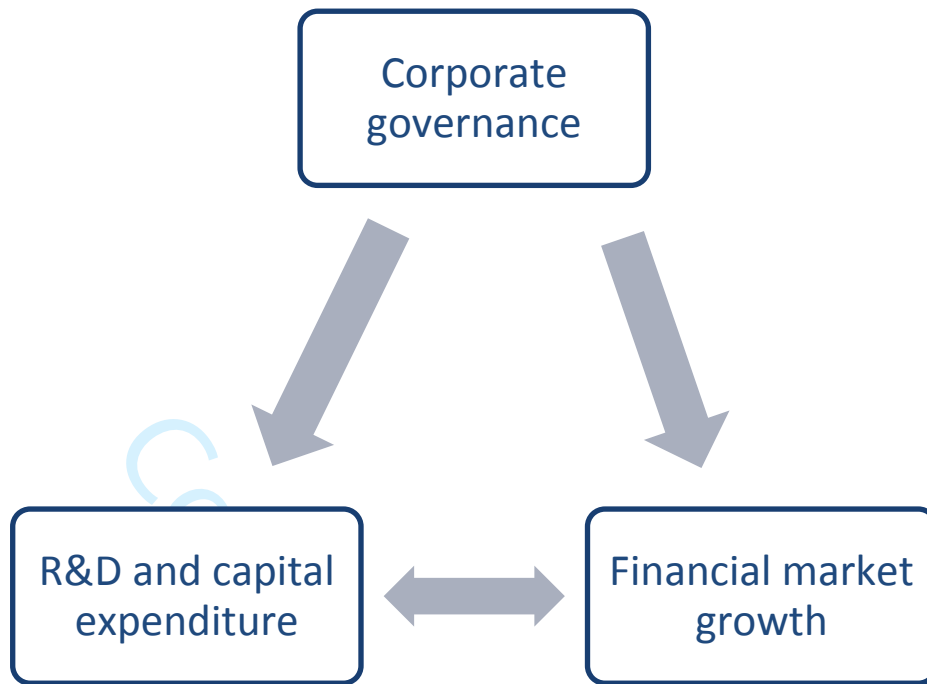 Corporate
governance
R&D and capital
expenditure
Financial market
growth